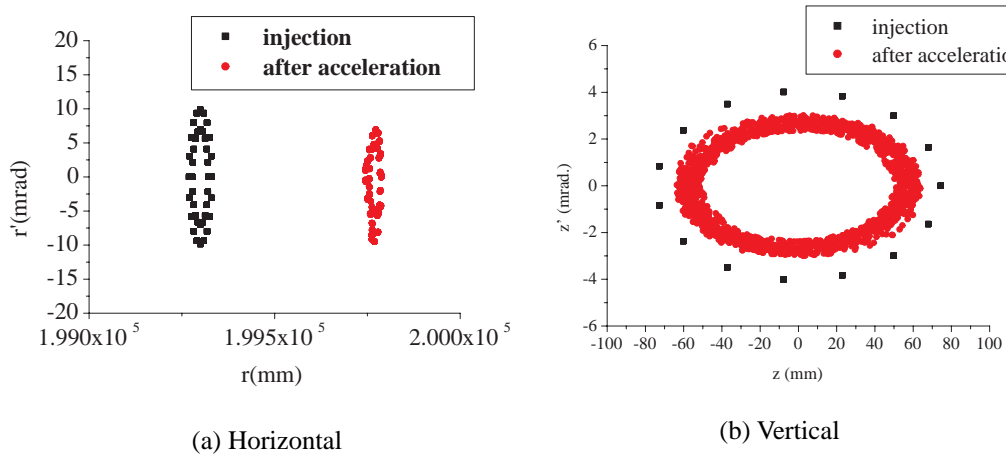 injection
after acceleration
20
15
10
5
0
-5
-10
-15
-20
r'(mrad)
1.990x10 5
1.995x10 5
2.000x10 5
r(mm)
(a) Horizontal
injection
after acceleratio
6
4
2
0
-2
-4
-6
z' (mrad.)
-100 -80 -60 -40 -20 0 20 40 60 80 100
z (mm)
(b) Vertical